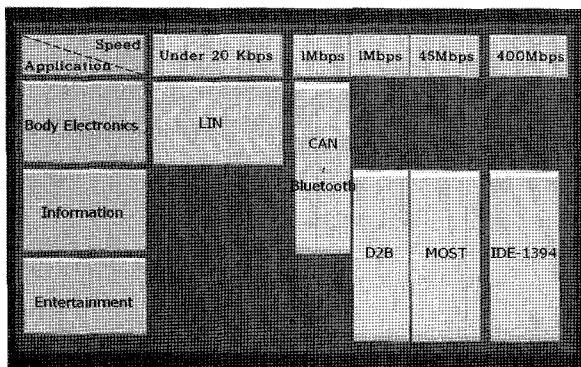 Speed
Application
Under 20 Kbps
1Mbps
1Mbps
45Mbps
400Mbps
Body Electronics
LIN
CAN
,
Bluetooth
Information
D2B
MOST
IDE-1394
Entertainment